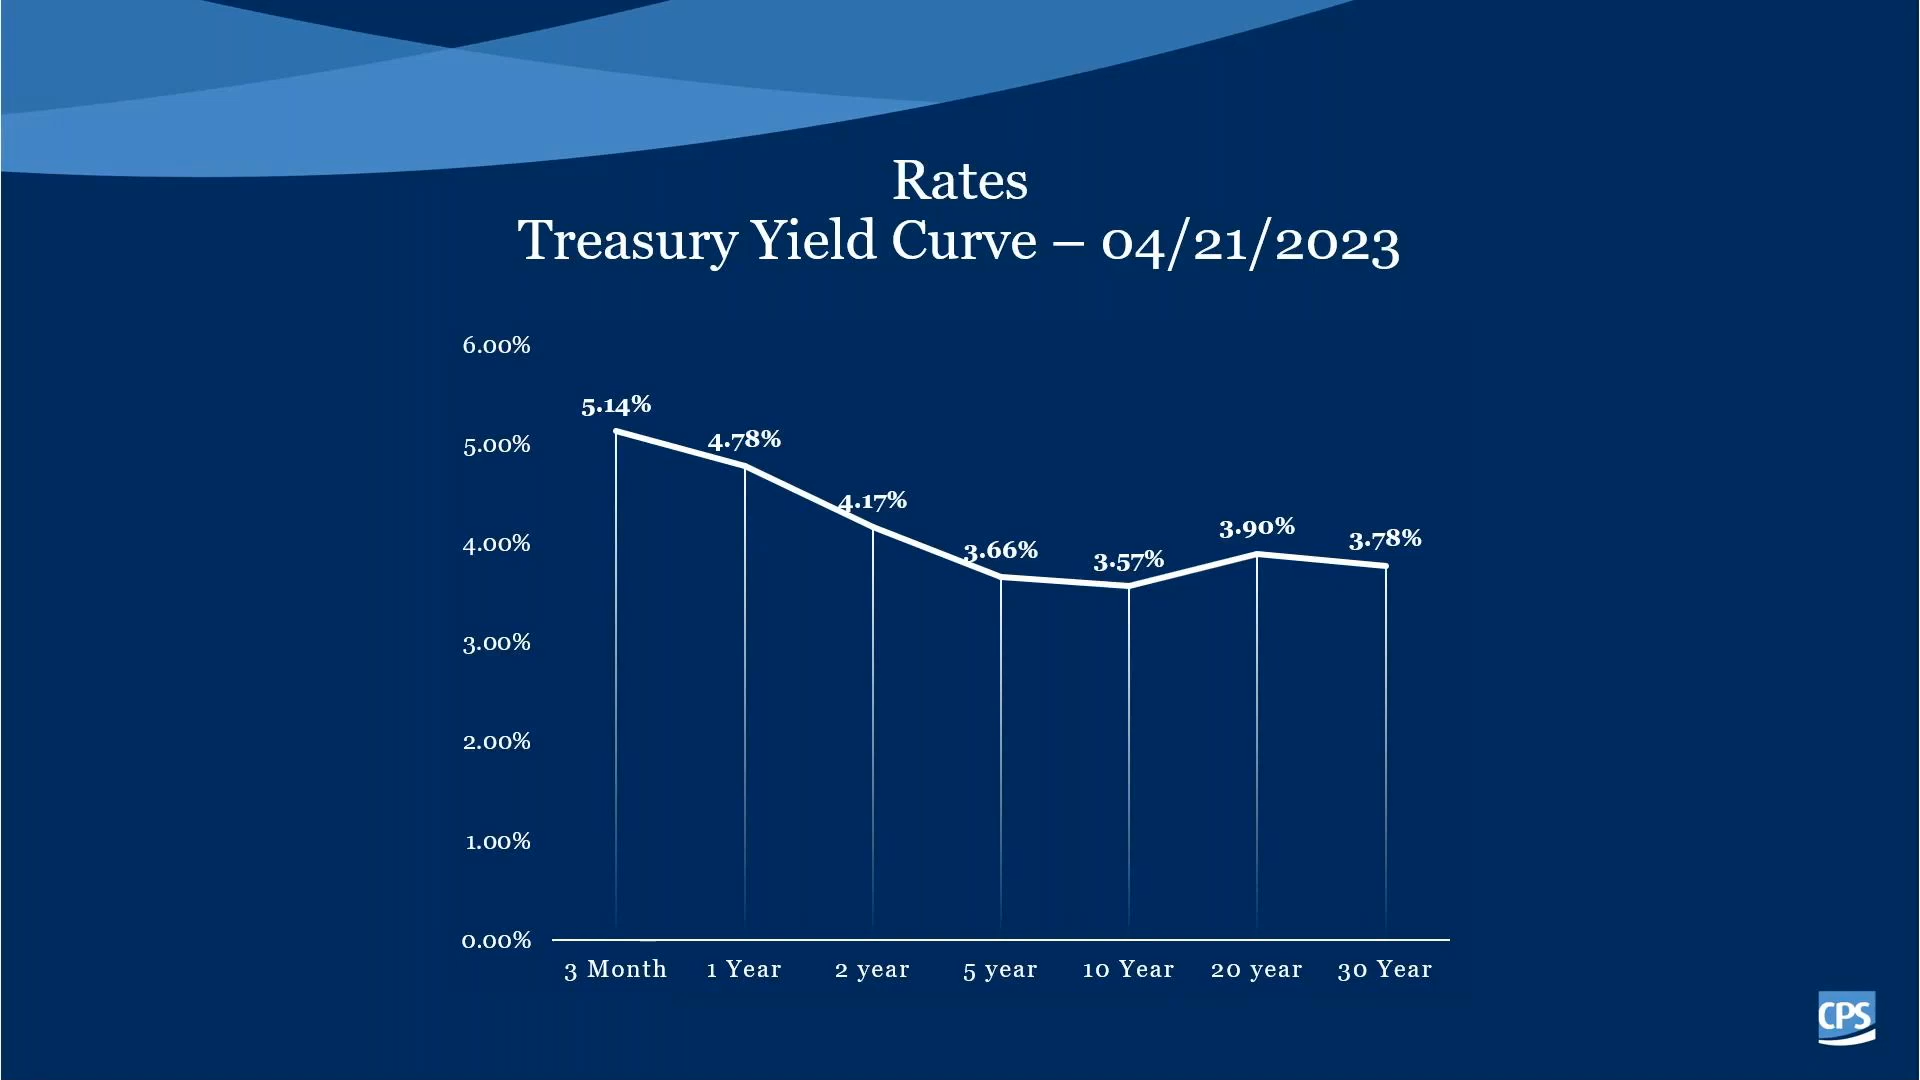 Rates
Treasury Yield Curve – 04/21/2023
6.00%
5.00%
4.00%
3.00%
2.00%
1.00%
0.00%
5.14%
4.78%
4.17%
3.66%
3.57%
3.90%
3.78%
3 Month
1 Year
2 year
5 year
10 Year
20 year
30 Year
CPS